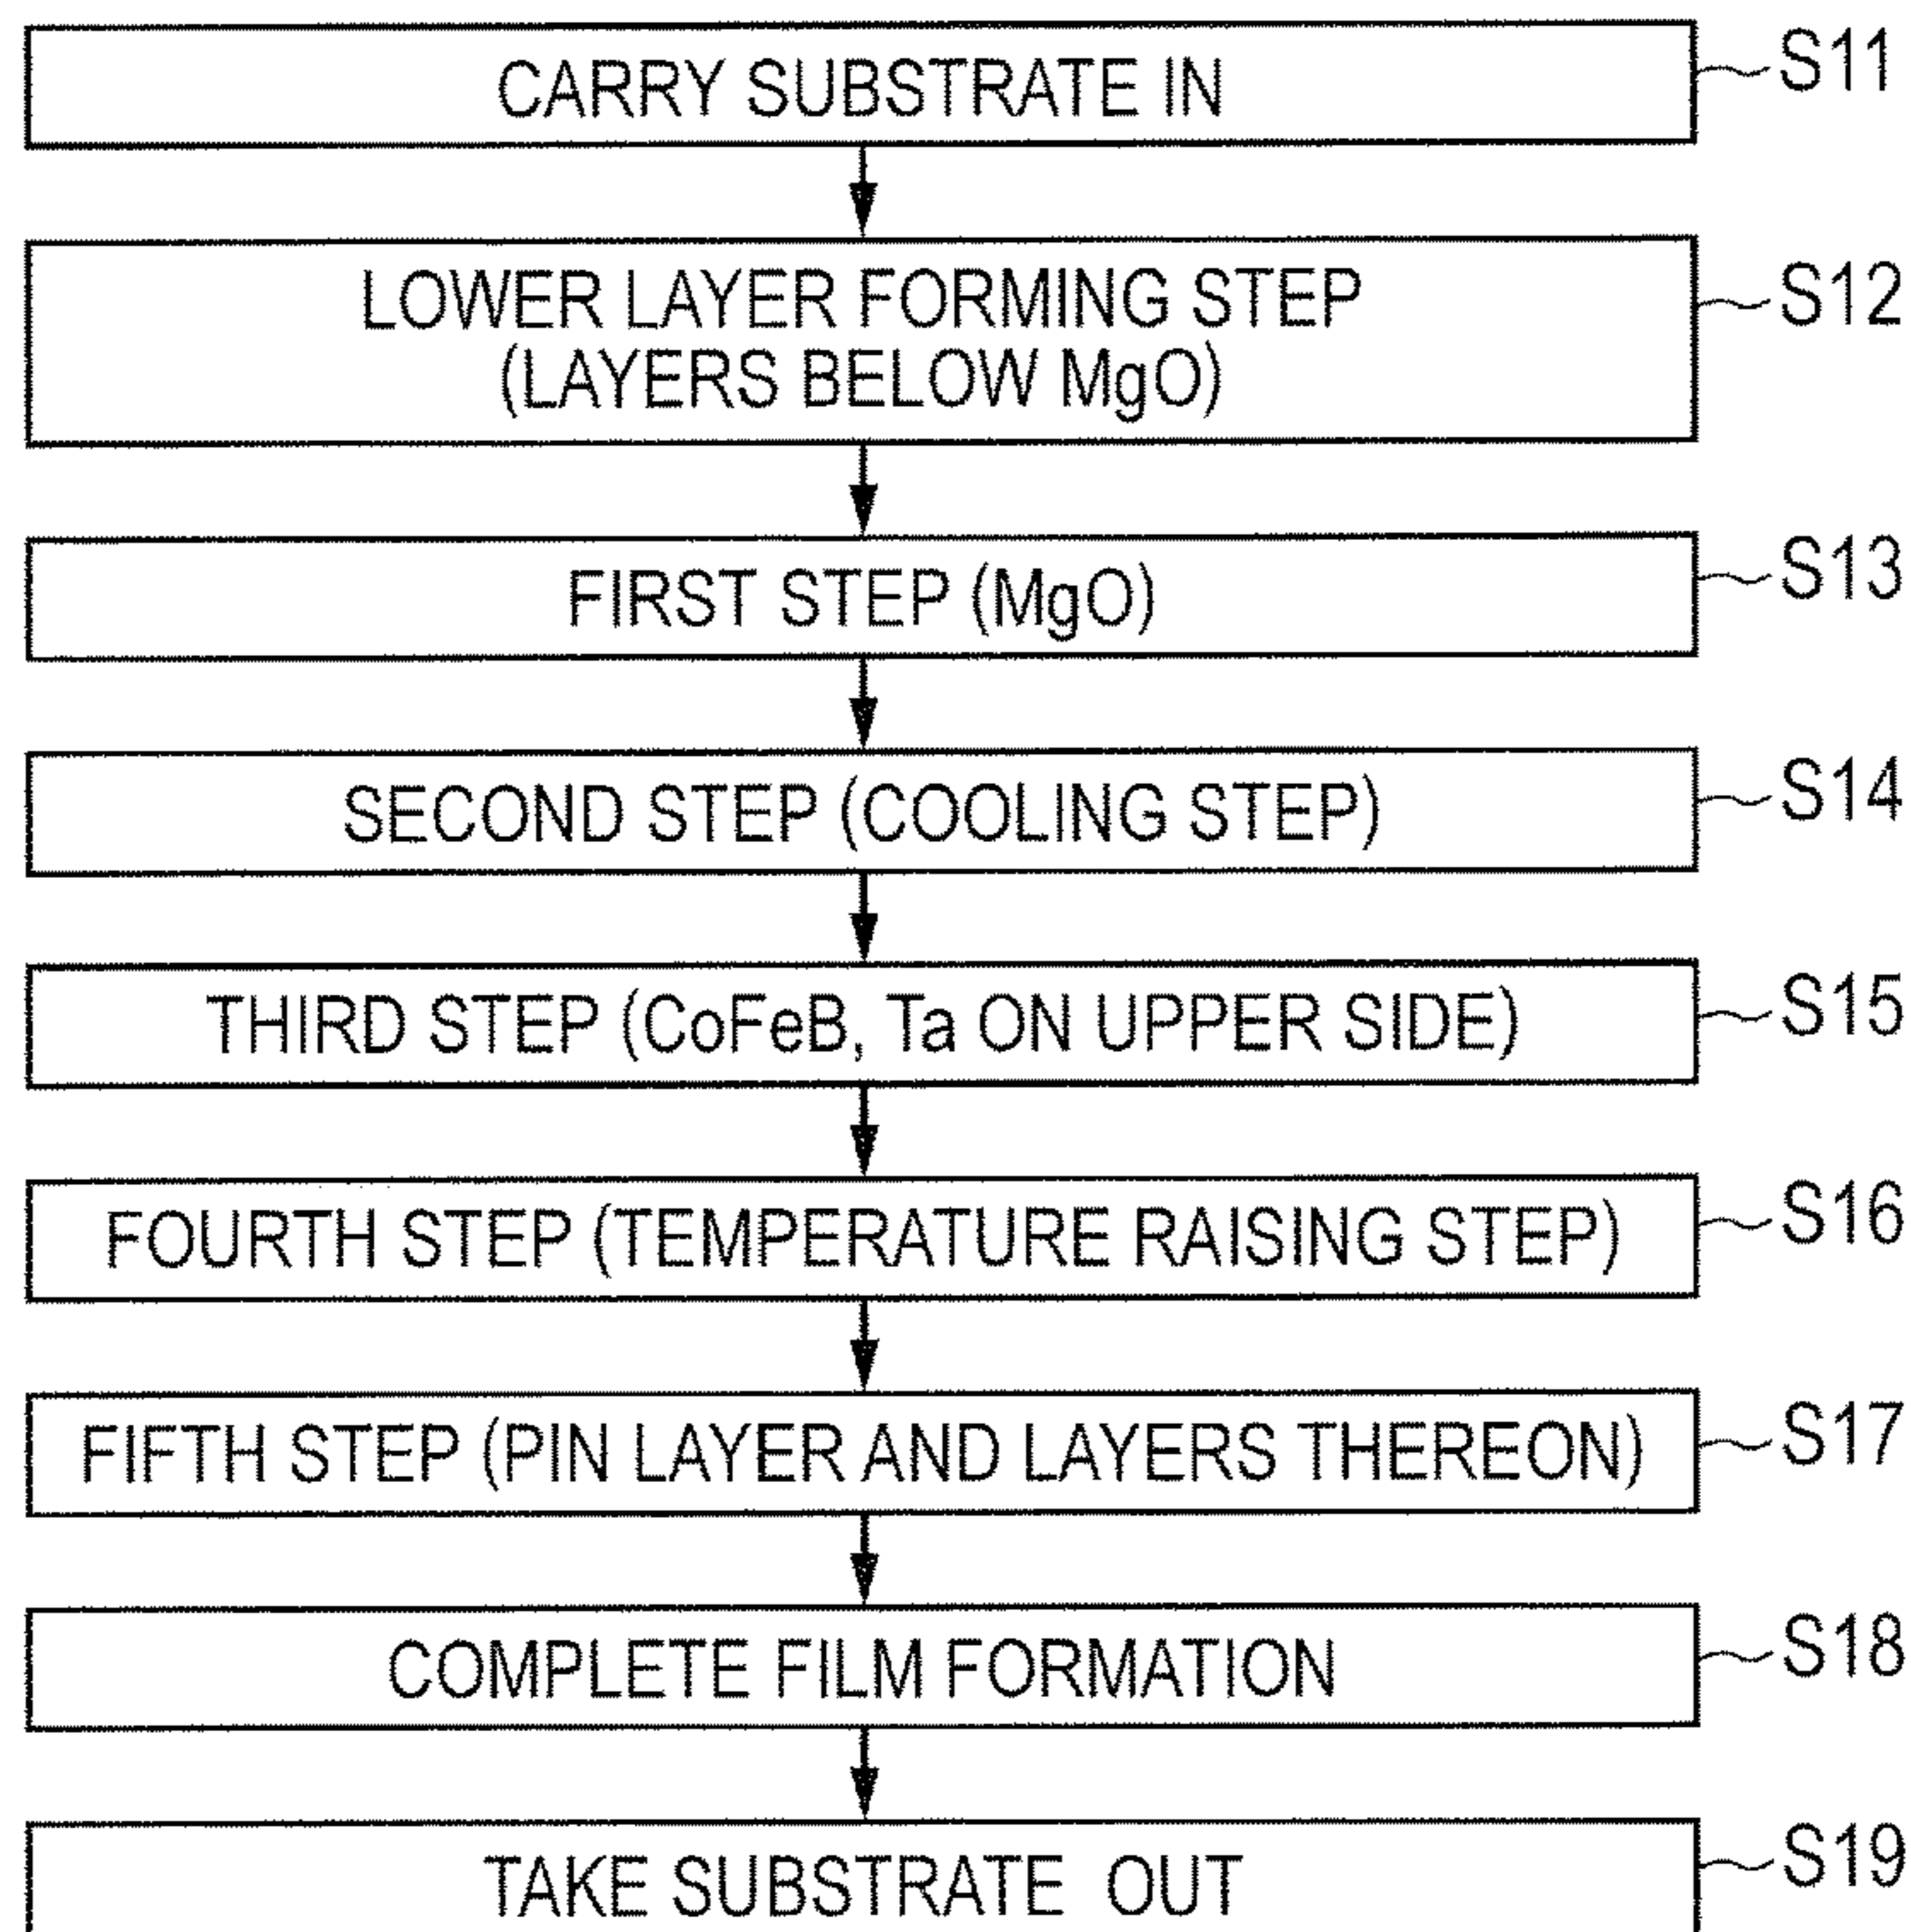 CARRY SUBSTRATE IN S11
LOWER LAYER FORMING STEP S12
(LAYERS BELOW MgO)
FIRST STEP (MgO) S13
SECOND STEP (COOLING STEP) S14
THIRD STEP (CoFeB, Ta ON UPPER SIDE) S15
FOURTH STEP (TEMPERATURE RAISING STEP) S16
FIFTH STEP (PIN LAYER AND LAYERS THEREON) S17
COMPLETE FILM FORMATION S18
TAKE SUBSTRATE OUT S19